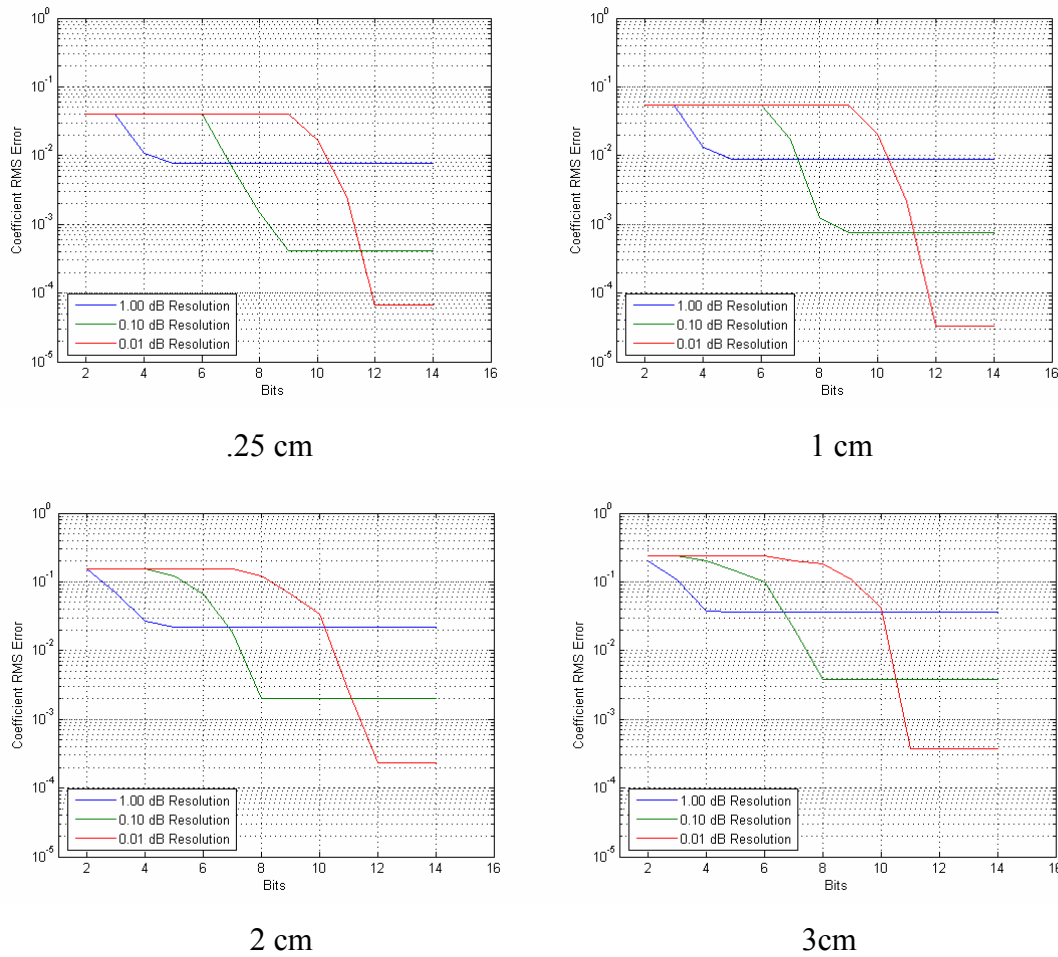 10^0
10^-1
10^-2
10^-3
10^-4
10^-5
Coefficient RMS Error
1.00 dB Resolution
0.10 dB Resolution
0.01 dB Resolution
2 4 6 8 10 12 14 16
Bits
.25 cm
10^0
10^-1
10^-2
10^-3
10^-4
10^-5
Coefficient RMS Error
1.00 dB Resolution
0.10 dB Resolution
0.01 dB Resolution
2 4 6 8 10 12 14 16
Bits
1 cm
10^0
10^-1
10^-2
10^-3
10^-4
10^-5
Coefficient RMS Error
1.00 dB Resolution
0.10 dB Resolution
0.01 dB Resolution
2 4 6 8 10 12 14 16
Bits
2 cm
10^0
10^-1
10^-2
10^-3
10^-4
10^-5
Coefficient RMS Error
1.00 dB Resolution
0.10 dB Resolution
0.01 dB Resolution
2 4 6 8 10 12 14 16
Bits
3cm